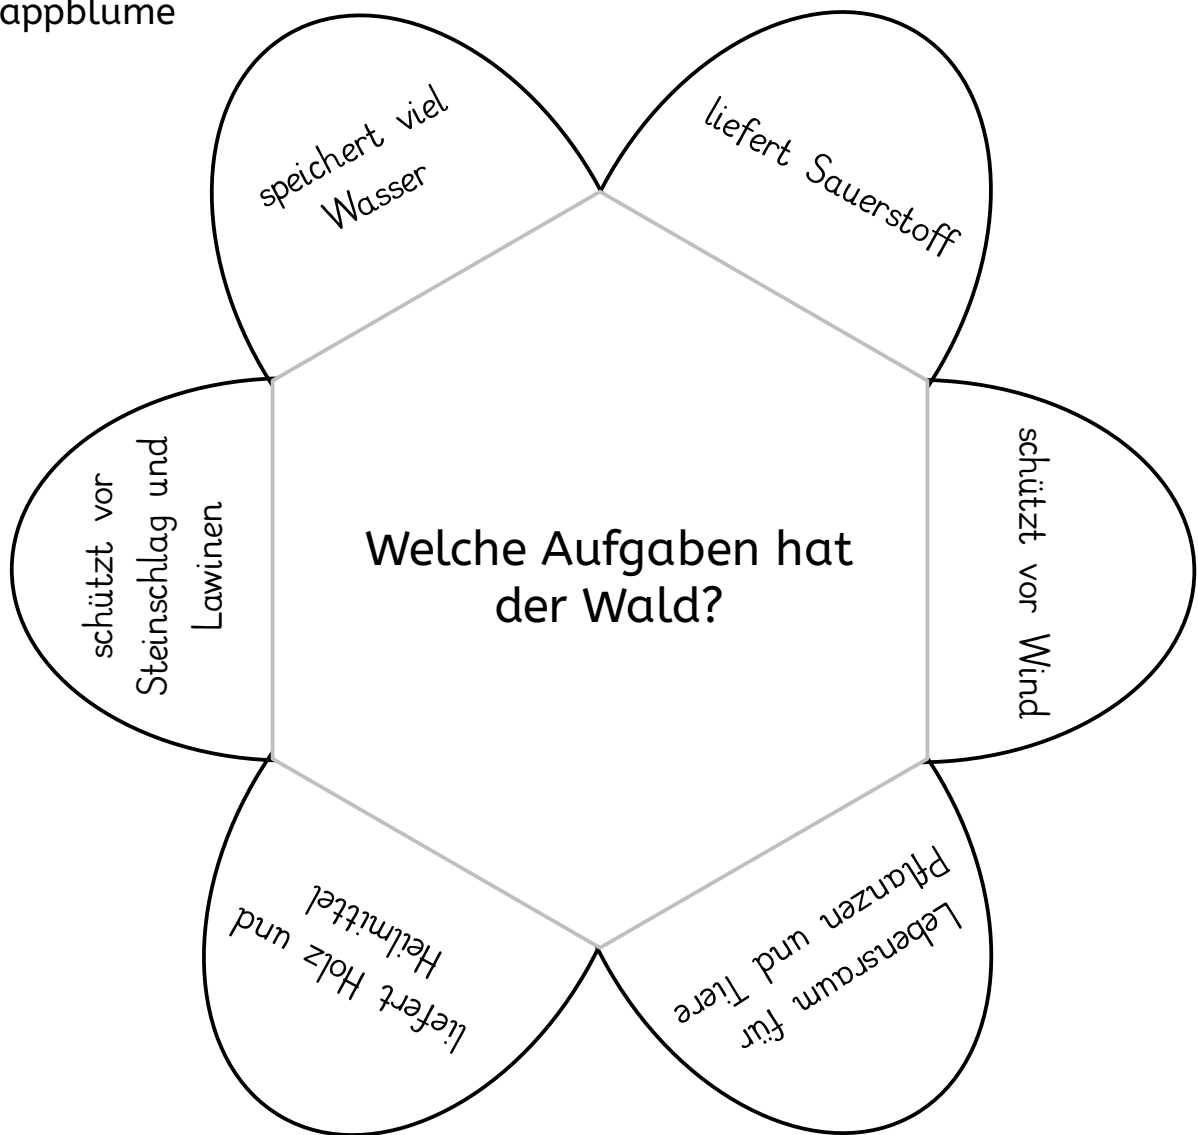 appblume
speichert viel
Wasser
liefert Sauerstoff
schützt vor
Steinschlag und
Lawinen
Welche Aufgaben hat
der Wald?
schützt vor Wind
liefert Holz und
Heilmittel
Lebensraum für
Pflanzen und Tiere